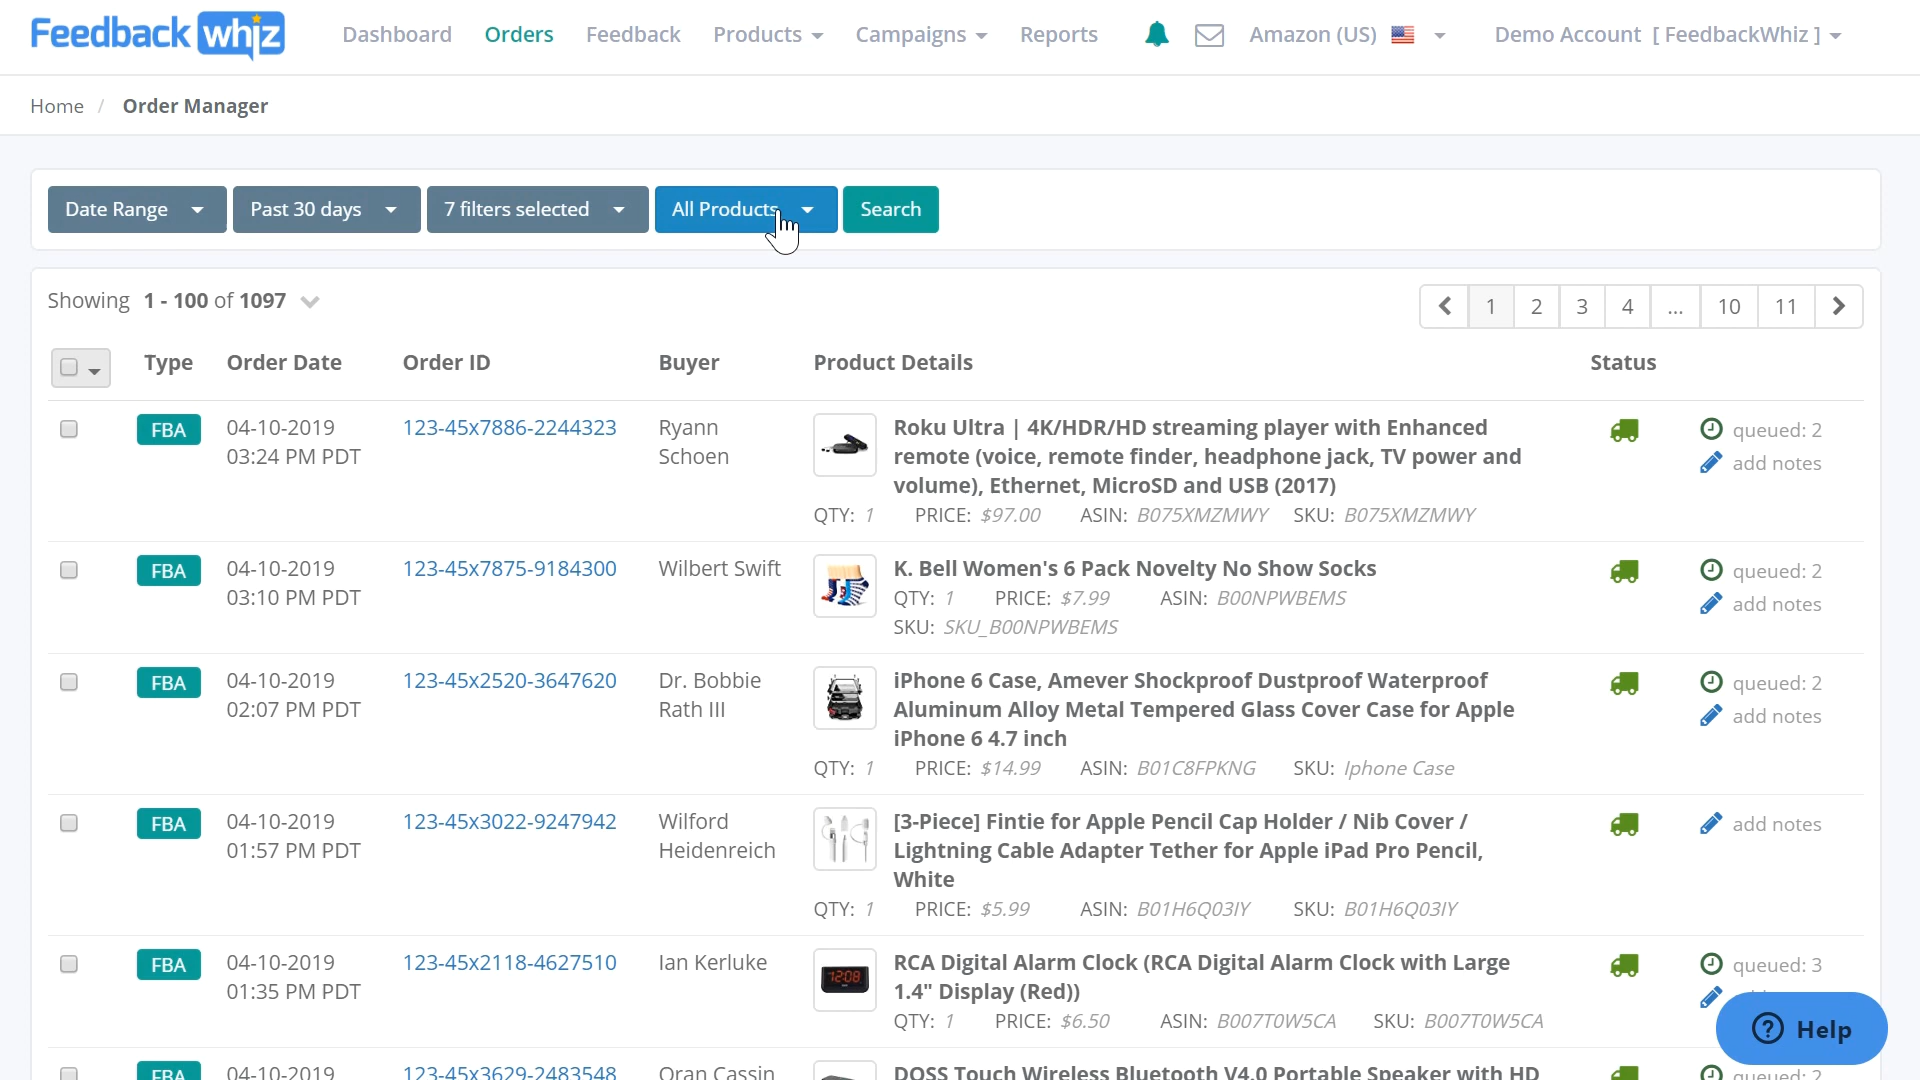 Feedback whiz Dashboard Orders Feedback Products Campaigns Reports Amazon (US) Demo Account [ FeedbackWhiz ]
Home / Order Manager
Date Range Past 30 days 7 filters selected All Products Search
Showing 1 - 100 of 1097
1 2 3 4 ... 10 11
Type Order Date Order ID Buyer Product Details Status
FBA 04-10-2019 123-45x7886-2244323 Ryann Roku Ultra | 4K/HDR/HD streaming player with Enhanced queued: 2
03:24 PM PDT Schoen remote (voice, remote finder, headphone jack, TV power and add notes
volume), Ethernet, MicroSD and USB (2017)
QTY: 1 PRICE: $97.00 ASIN: B075XMZMWY SKU: B075XMZMWY
FBA 04-10-2019 123-45x7875-9184300 Wilbert Swift K. Bell Women's 6 Pack Novelty No Show Socks queued: 2
03:10 PM PDT QTY: 1 PRICE: $7.99 ASIN: B00NPWBEMS add notes
SKU: SKU_B00NPWBEMS
FBA 04-10-2019 123-45x2520-3647620 Dr. Bobbie iPhone 6 Case, Amever Shockproof Dustproof Waterproof queued: 2
02:07 PM PDT Rath III Aluminum Alloy Metal Tempered Glass Cover Case for Apple add notes
iPhone 6 4.7 inch
QTY: 1 PRICE: $14.99 ASIN: B01C8FPKNG SKU: Iphone Case
FBA 04-10-2019 123-45x3022-9247942 Wilford [3-Piece] Fintie for Apple Pencil Cap Holder / Nib Cover / add notes
01:57 PM PDT Heidenreich Lightning Cable Adapter Tether for Apple iPad Pro Pencil,
White
QTY: 1 PRICE: $5.99 ASIN: B01H6Q03IY SKU: B01H6Q03IY
FBA 04-10-2019 123-45x2118-4627510 Ian Kerluke RCA Digital Alarm Clock (RCA Digital Alarm Clock with Large queued: 3
01:35 PM PDT 1.4" Display (Red))
12:08
QTY: 1 PRICE: $6.50 ASIN: B007T0W5CA SKU: B007T0W5CA
Help
FBA 04-10-2019 123-45x3629-2483548 Oran Cassin DOSS Touch Wireless Bluetooth V4.0 Portable Speaker with HD queued: 2